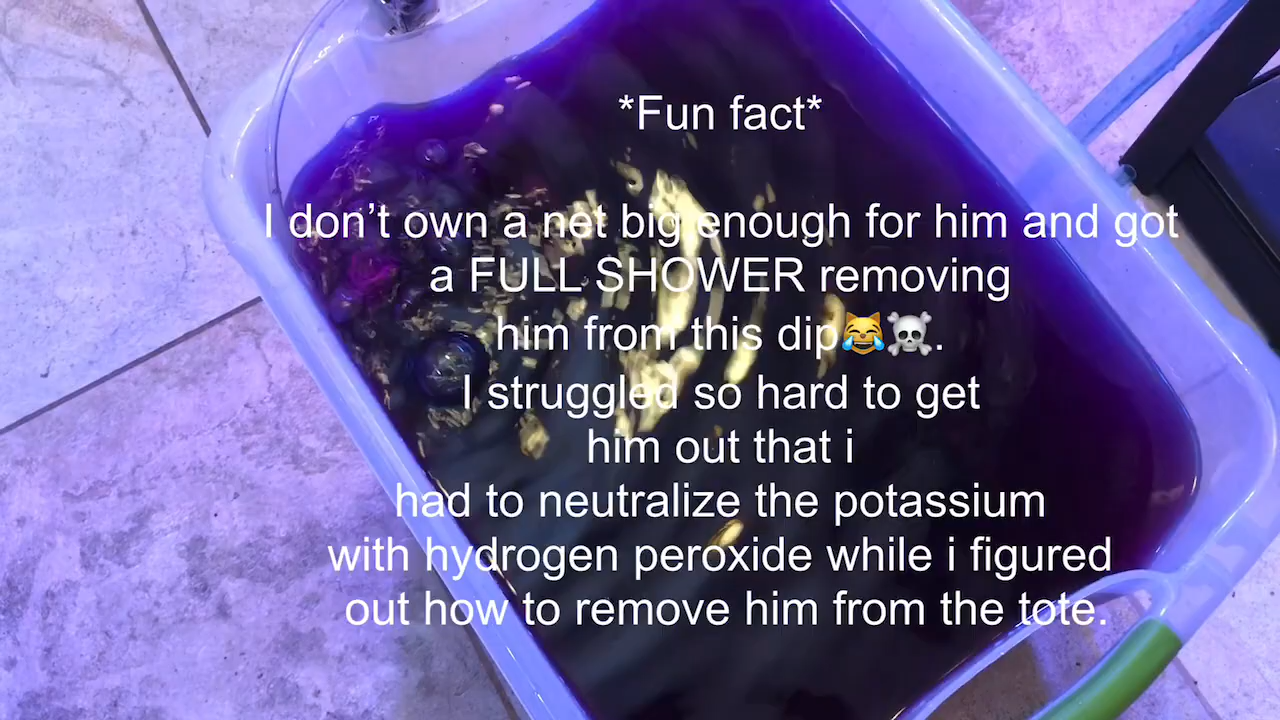 *Fun fact*
I don’t own a net big enough for him and got
a FULL SHOWER removing
him from this dip😹☠️.
I struggled so hard to get
him out that i
had to neutralize the potassium
with hydrogen peroxide while i figured
out how to remove him from the tote.